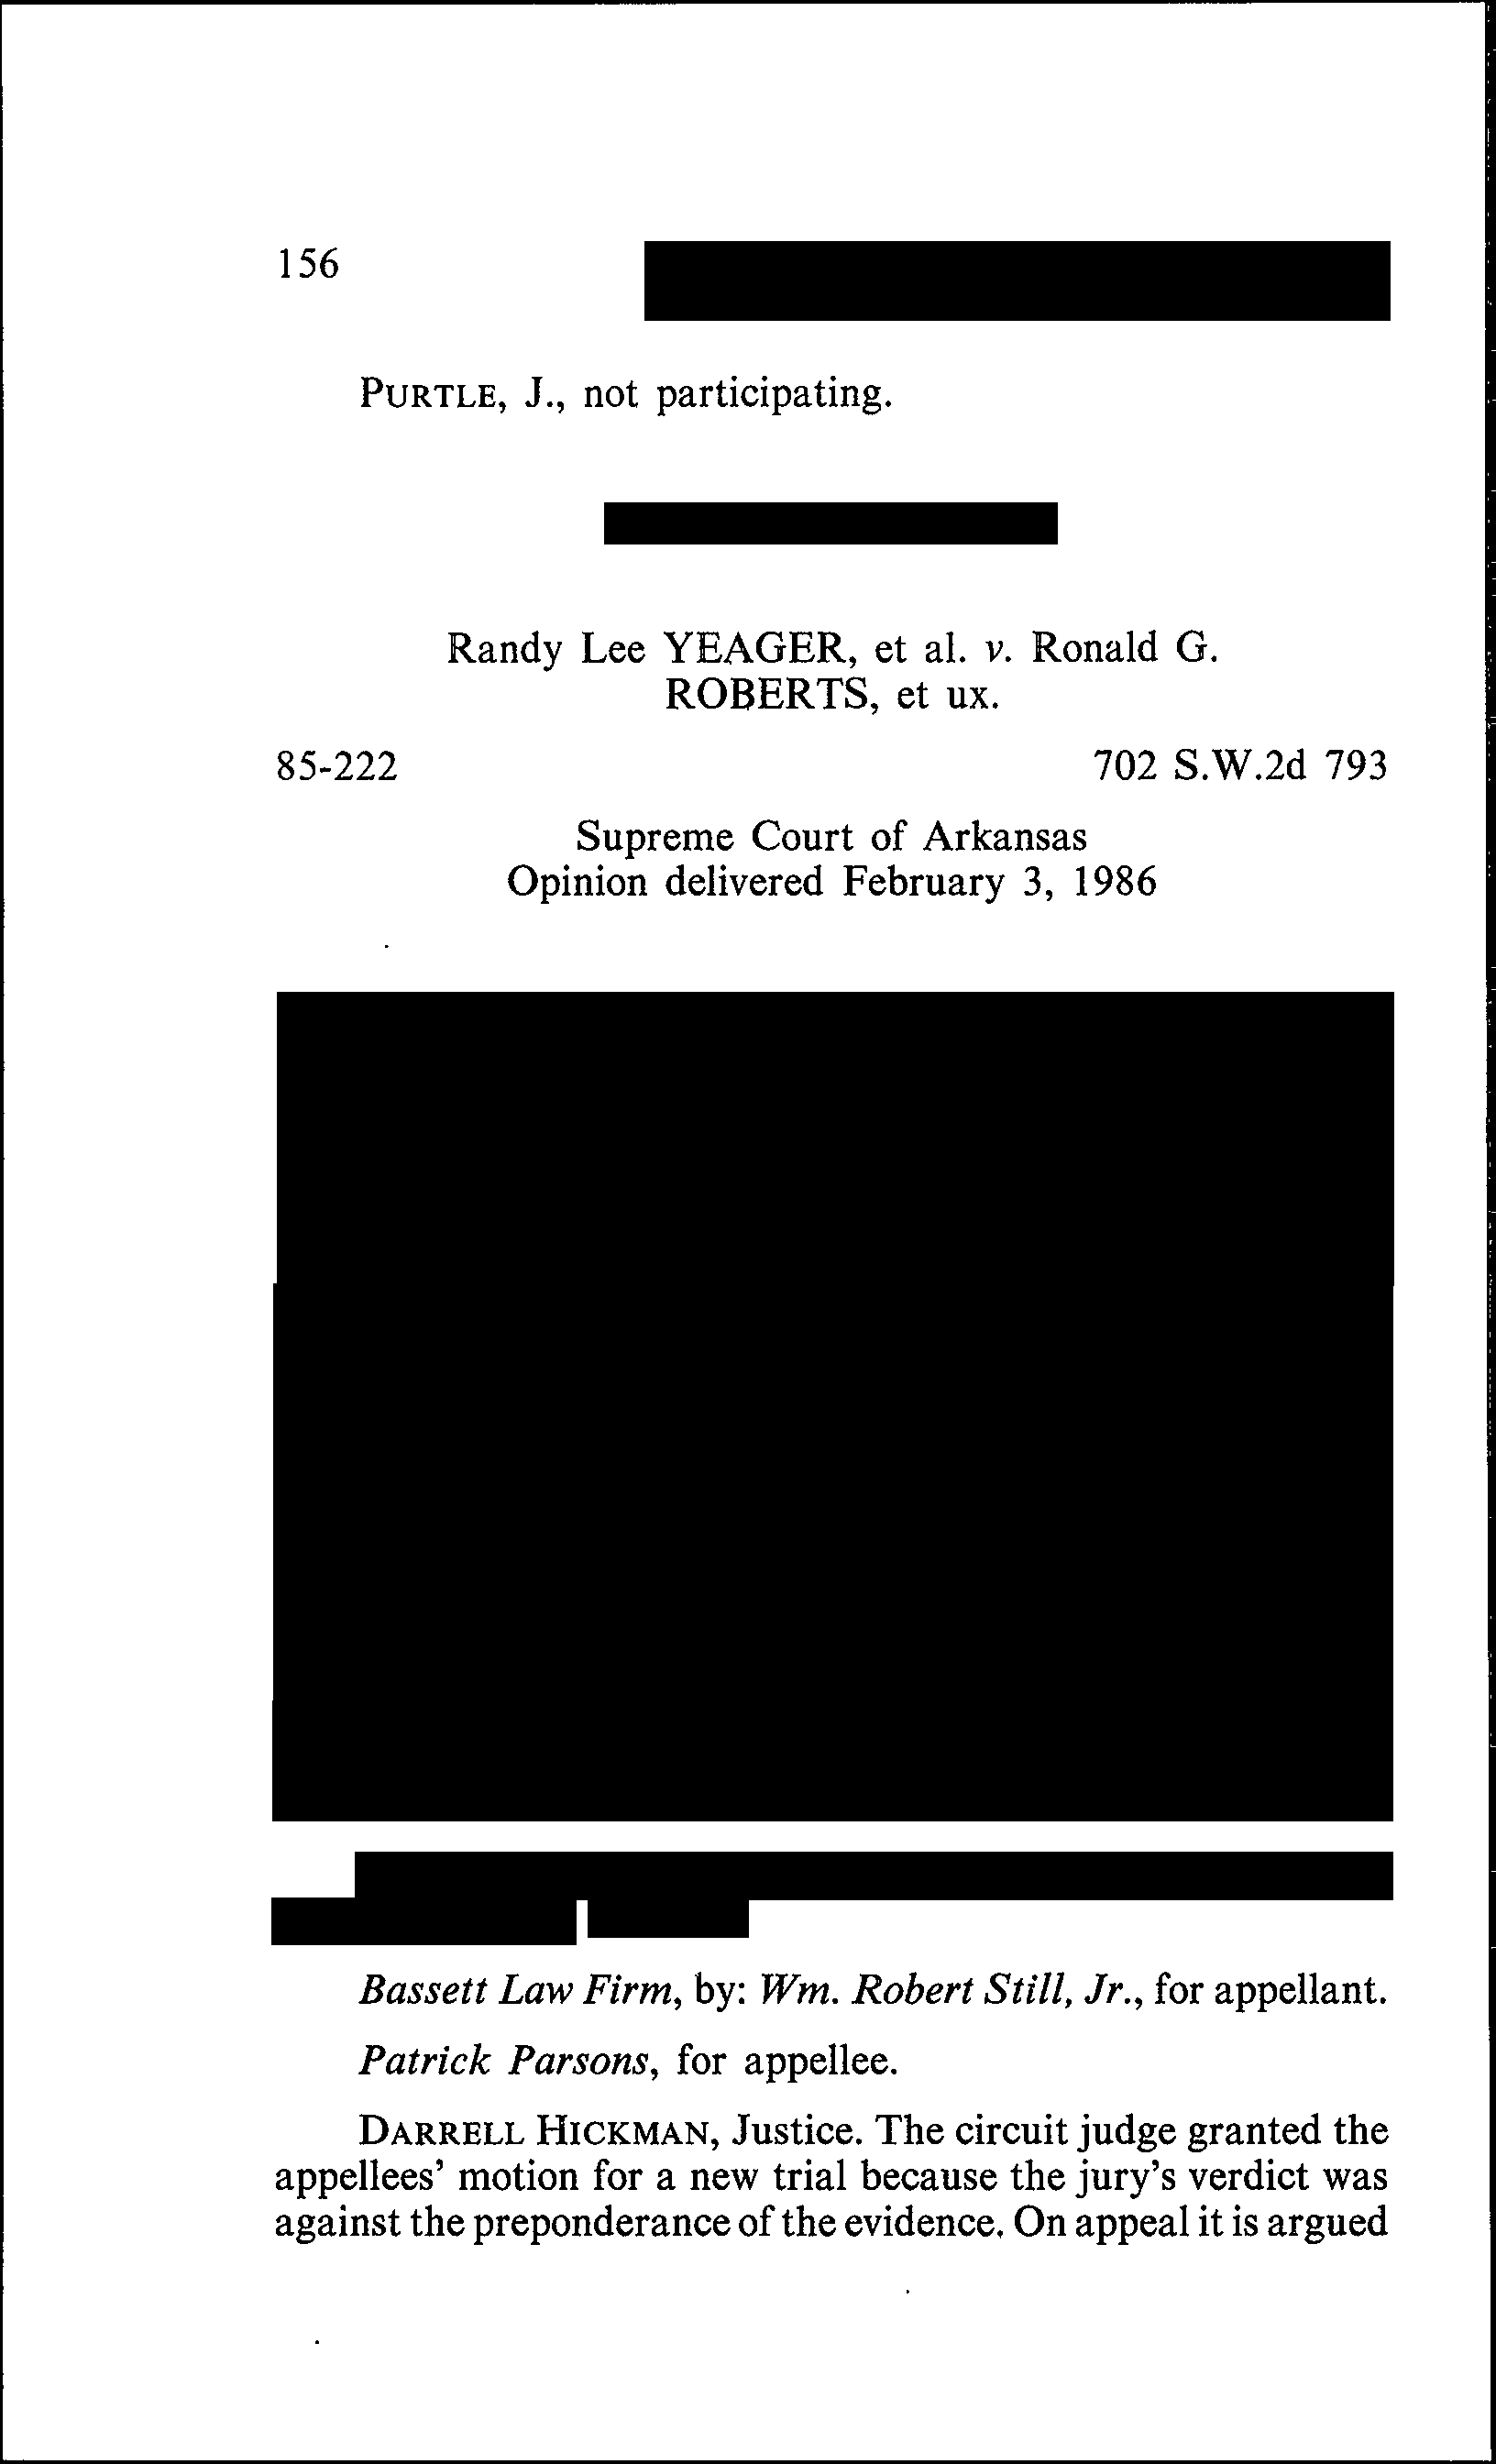 156
PURTLE, J., not participating.
Randy Lee YEAGER, et al. v. Ronald G.
ROBERTS, et ux.
85-222 702 S.W.2d 793
Supreme Court of Arkansas
Opinion delivered February 3, 1986
Bassett Law Firm, by: Wm. Robert Still, Jr., for appellant.
Patrick Parsons, for appellee.
DARRELL HICKMAN, Justice. The circuit judge granted the
appellees' motion for a new trial because the jury's verdict was
against the preponderance of the evidence. On appeal it is argued